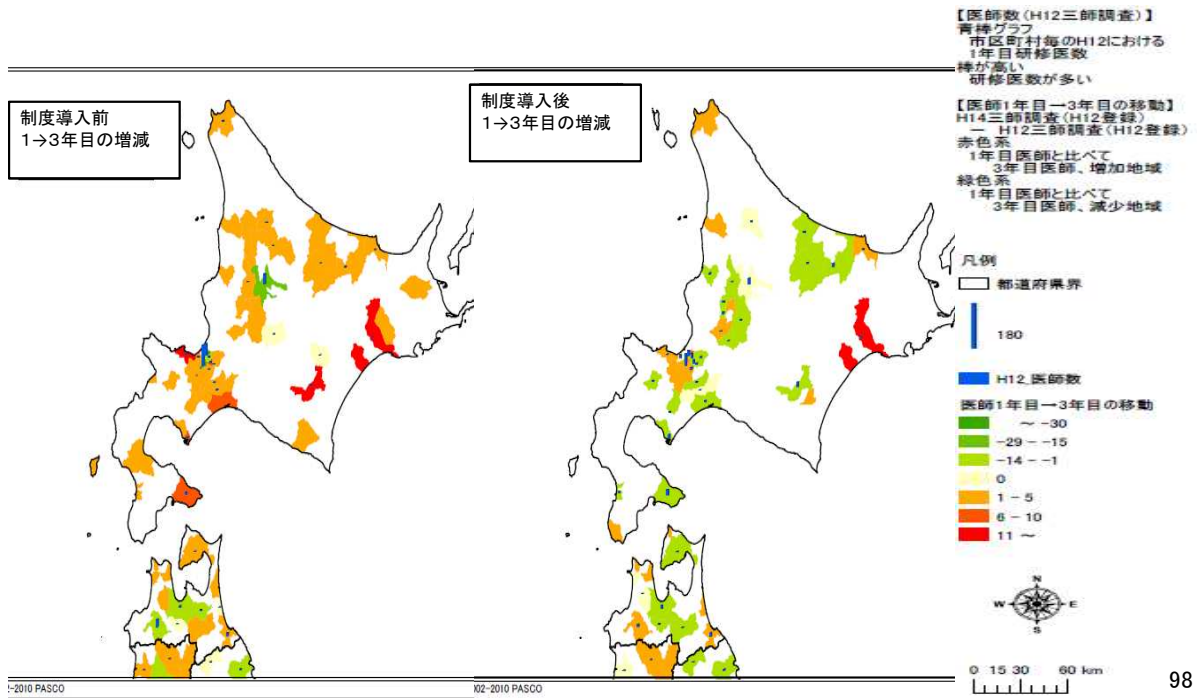 制度導入前
1→3年目の増減
制度導入後
1→3年目の増減
【医師数(H12三師調査)】
青棒グラフ
市区町村毎のH12における
1年目研修医数
棒が高い
研修医数が多い
【医師1年目→3年目の移動】
H14三師調査(H12登録)
― H12三師調査(H12登録)
赤色系
1年目医師と比べて
3年目医師、増加地域
緑色系
1年目医師と比べて
3年目医師、減少地域
凡例
都道府県界
180
H12_医師数
医師1年目→3年目の移動
～ -30
-29 - -15
-14 - -1
0
1 - 5
6 - 10
11 ～
N
W E
S
0 15 30 60 km
2-2010 PASCO
002-2010 PASCO
98